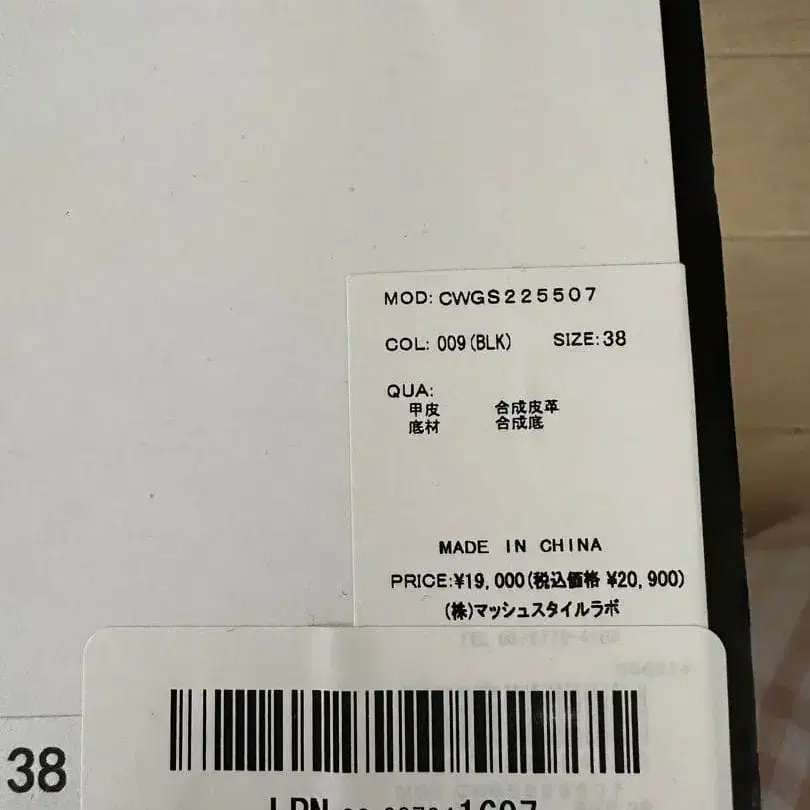 MOD: CWGS225507
COL: 009(BLK) SIZE:38
QUA:
甲皮 合成皮革
底材 合成底
MADE IN CHINA
PRICE:¥19,000(税込価格 ¥20,900)
(株)マッシュスタイルラボ
38